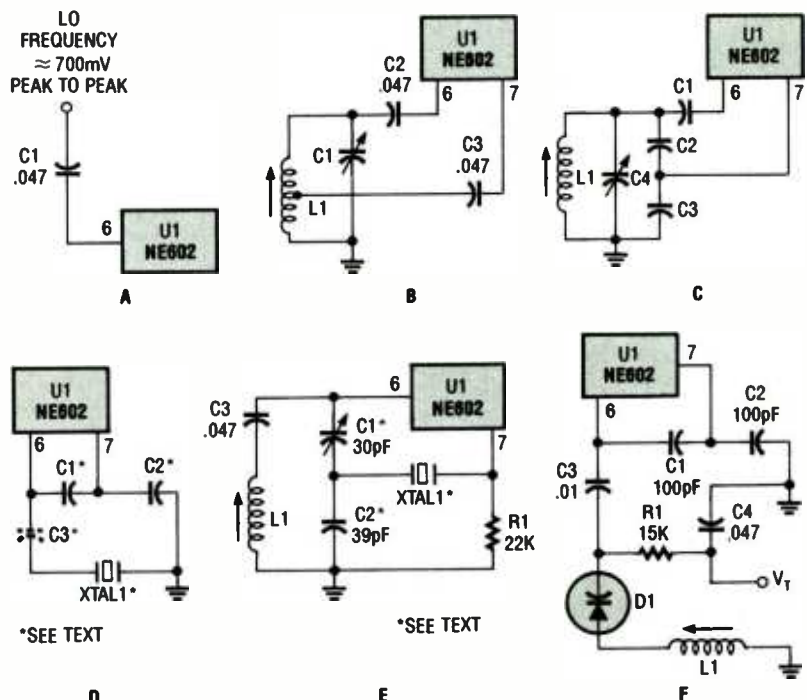 LO
FREQUENCY
≈ 700mV
PEAK TO PEAK
C1
.047
6
U1
NE602
A
U1
NE602
C2
.047
6
7
C1
C3
.047
L1
B
U1
NE602
C1
6
7
C2
L1
C4
C3
C
U1
NE602
6
7
C1*
C2*
C3*
XTAL1*
*SEE TEXT
D
U1
NE602
6
C3
.047
C1*
30pF
7
XTAL1*
L1
C2*
39pF
R1
22K
*SEE TEXT
E
U1
NE602
7
6
C2
100pF
C3
.01
C1
100pF
R1
15K
C4
.047
VT
D1
L1
F